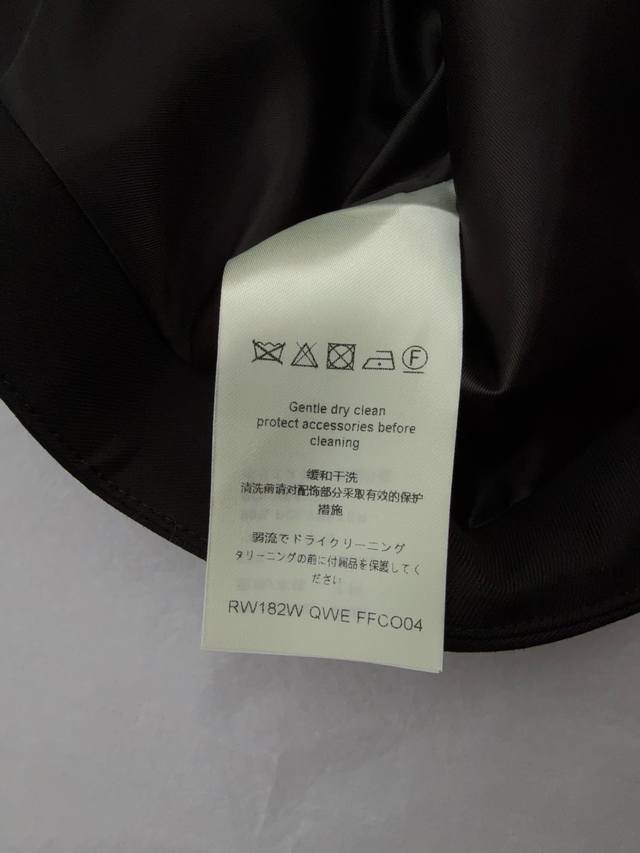 F
Gentle dry clean
protect accessories before
cleaning
缓和干洗
清洗前请对配饰部分采取有效的保护
措施
弱流でドライクリーニング
タリーニングの前に付属品を保護してく
ださい
RW182W QWE FFCO04